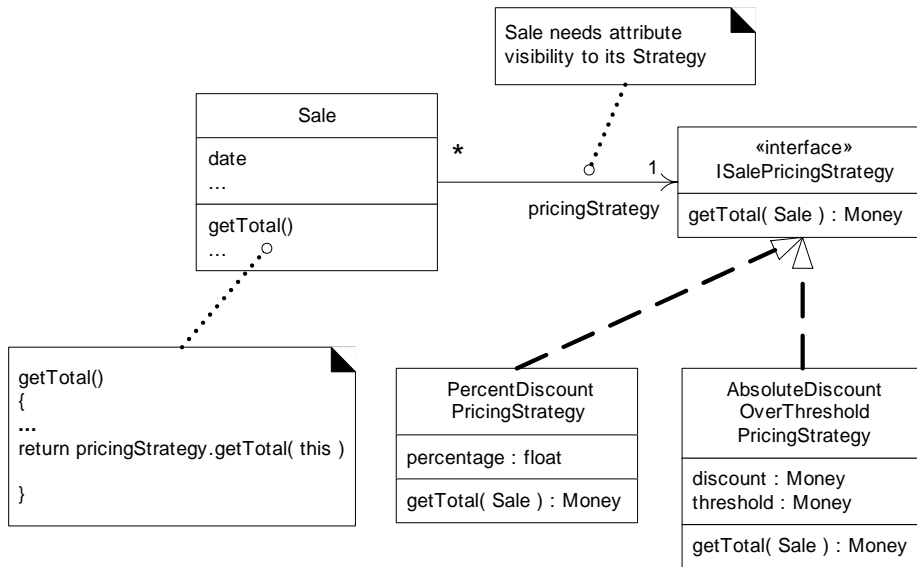 Sale needs attribute
visibility to its Strategy
Sale
date
...
getTotal()
...
*
1
pricingStrategy
«interface»
ISalePricingStrategy
getTotal( Sale ) : Money
getTotal()
{
...
return pricingStrategy.getTotal( this )
}
PercentDiscount
PricingStrategy
percentage : float
getTotal( Sale ) : Money
AbsoluteDiscount
OverThreshold
PricingStrategy
discount : Money
threshold : Money
getTotal( Sale ) : Money